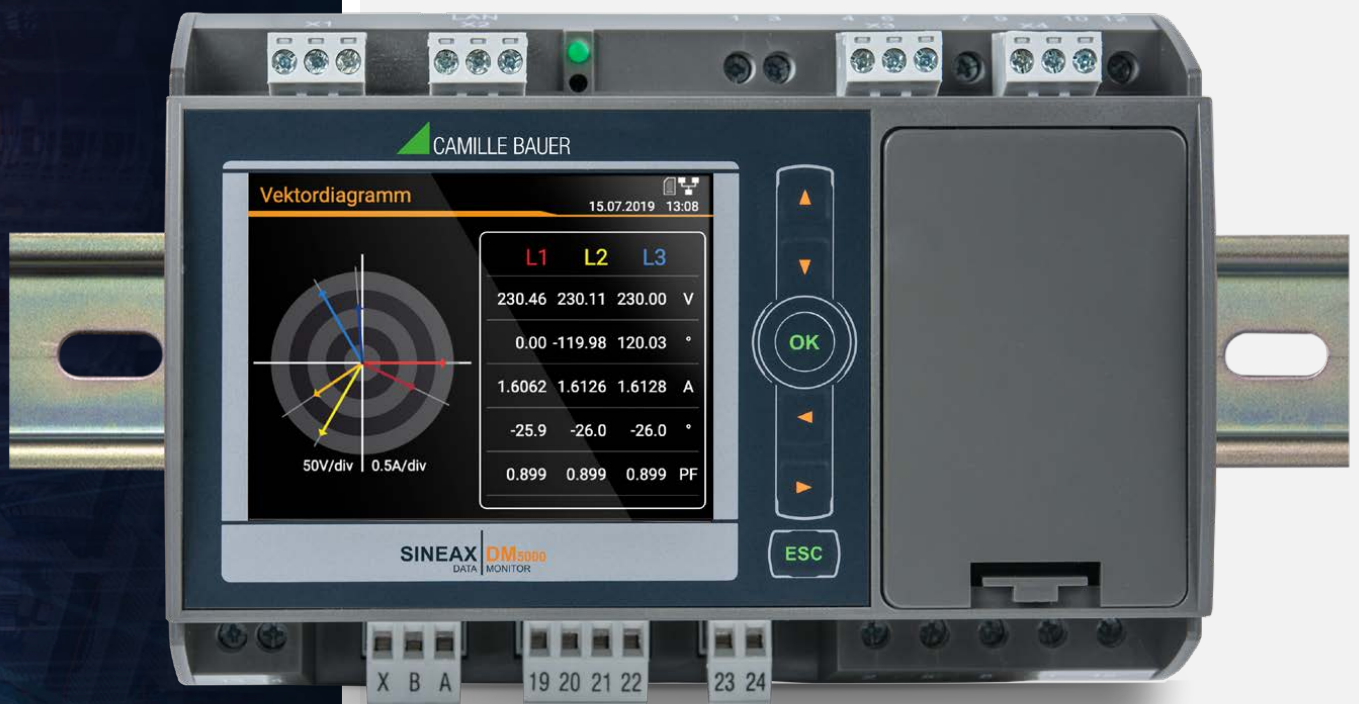 X1
LAN
X2
1 3 4 6 7 9 10 12
X3 X4
CAMILLE BAUER
Vektordiagramm
15.07.2019 13:08
L1 L2 L3
230.46 230.11 230.00 V
0.00 -119.98 120.03 °
1.6062 1.6126 1.6128 A
-25.9 -26.0 -26.0 °
0.899 0.899 0.899 PF
50V/div 0.5A/div
OK
ESC
SINEAX DM5000
DATA MONITOR
X B A
19 20 21 22
23 24